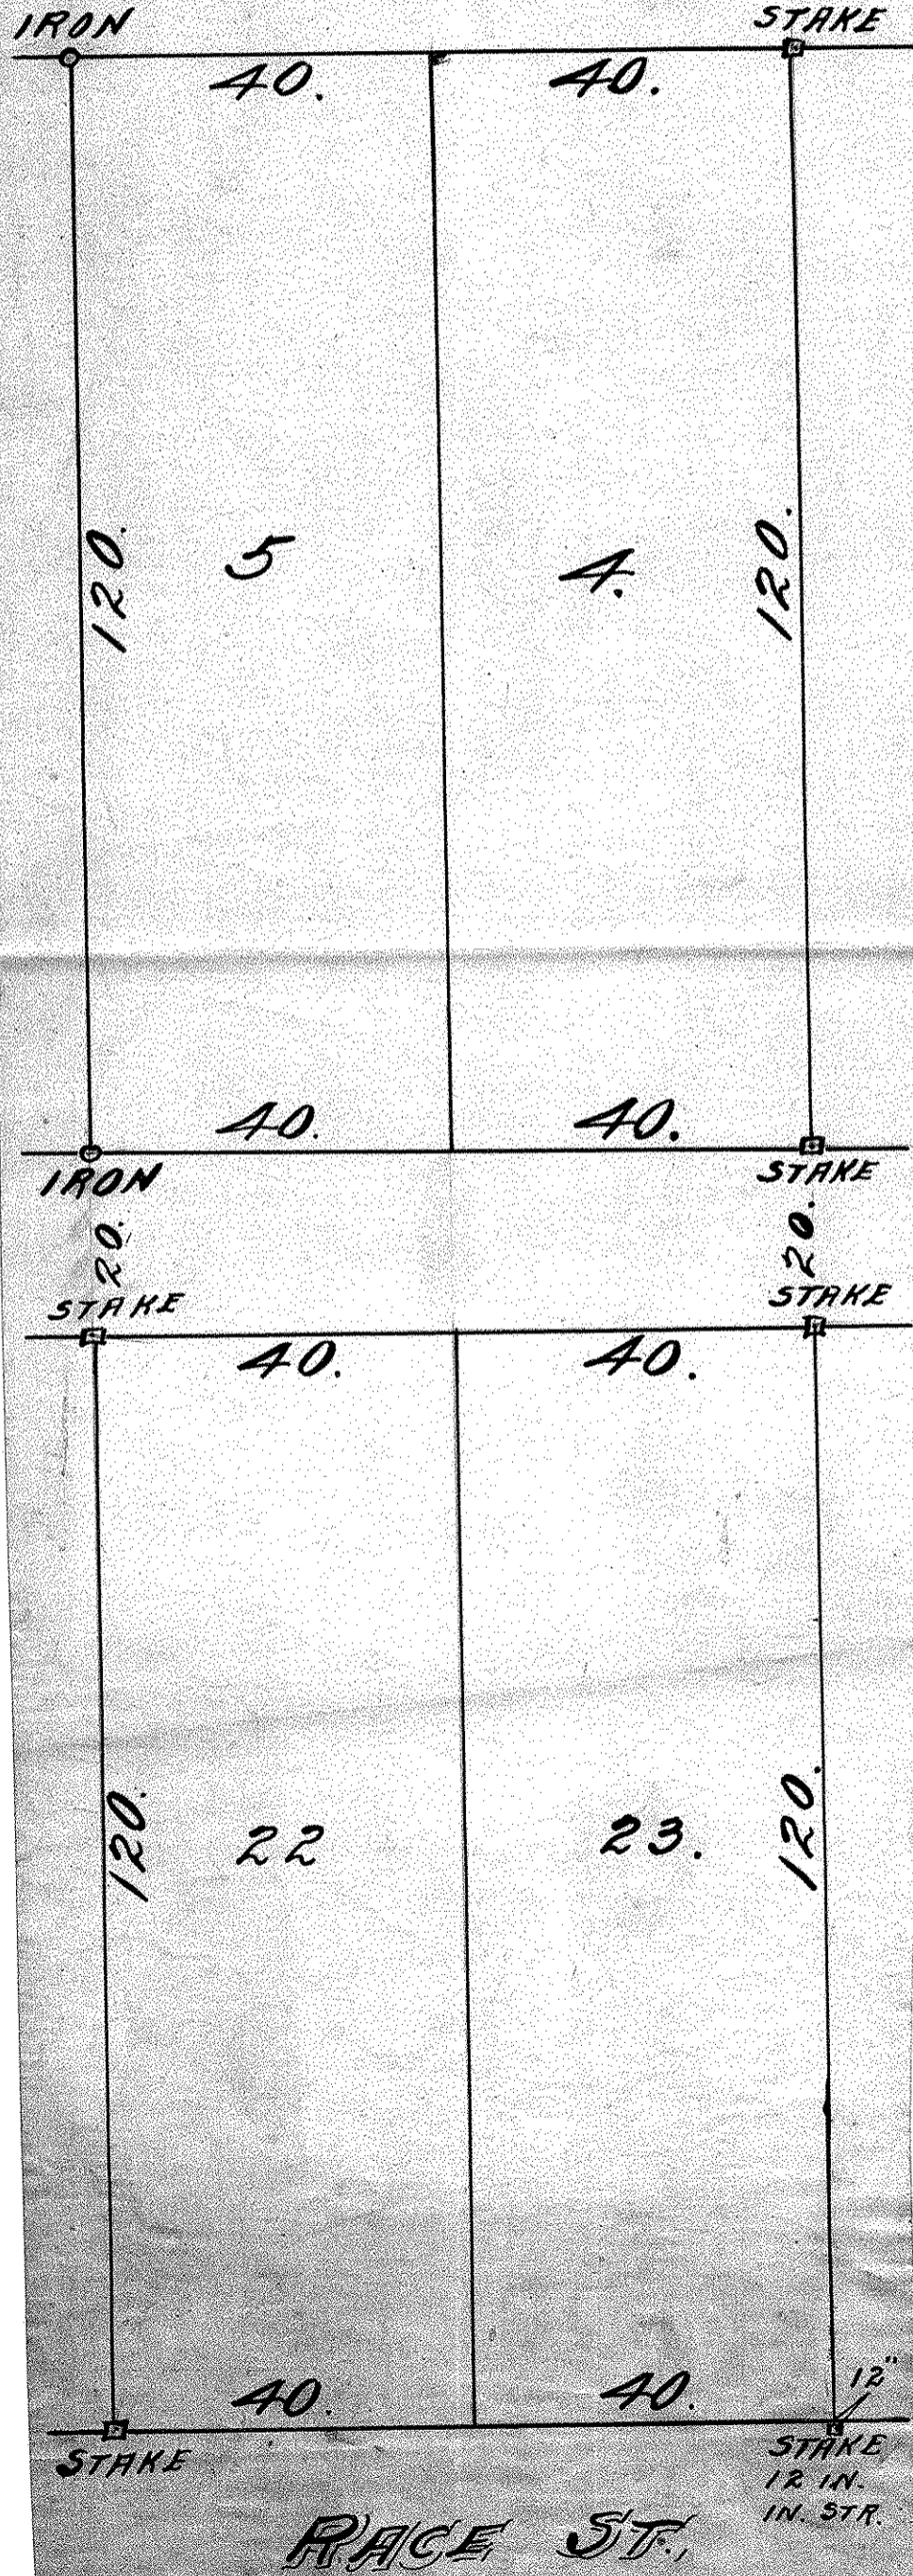 IRON STAKE
40. 40.
120. 5 4. 120.
40. 40.
IRON STAKE
20. 20.
STAKE STAKE
40. 40.
120. 22 23. 120.
40. 40. 12"
STAKE STAKE
12 IN.
IN. STR.
RACE ST.,